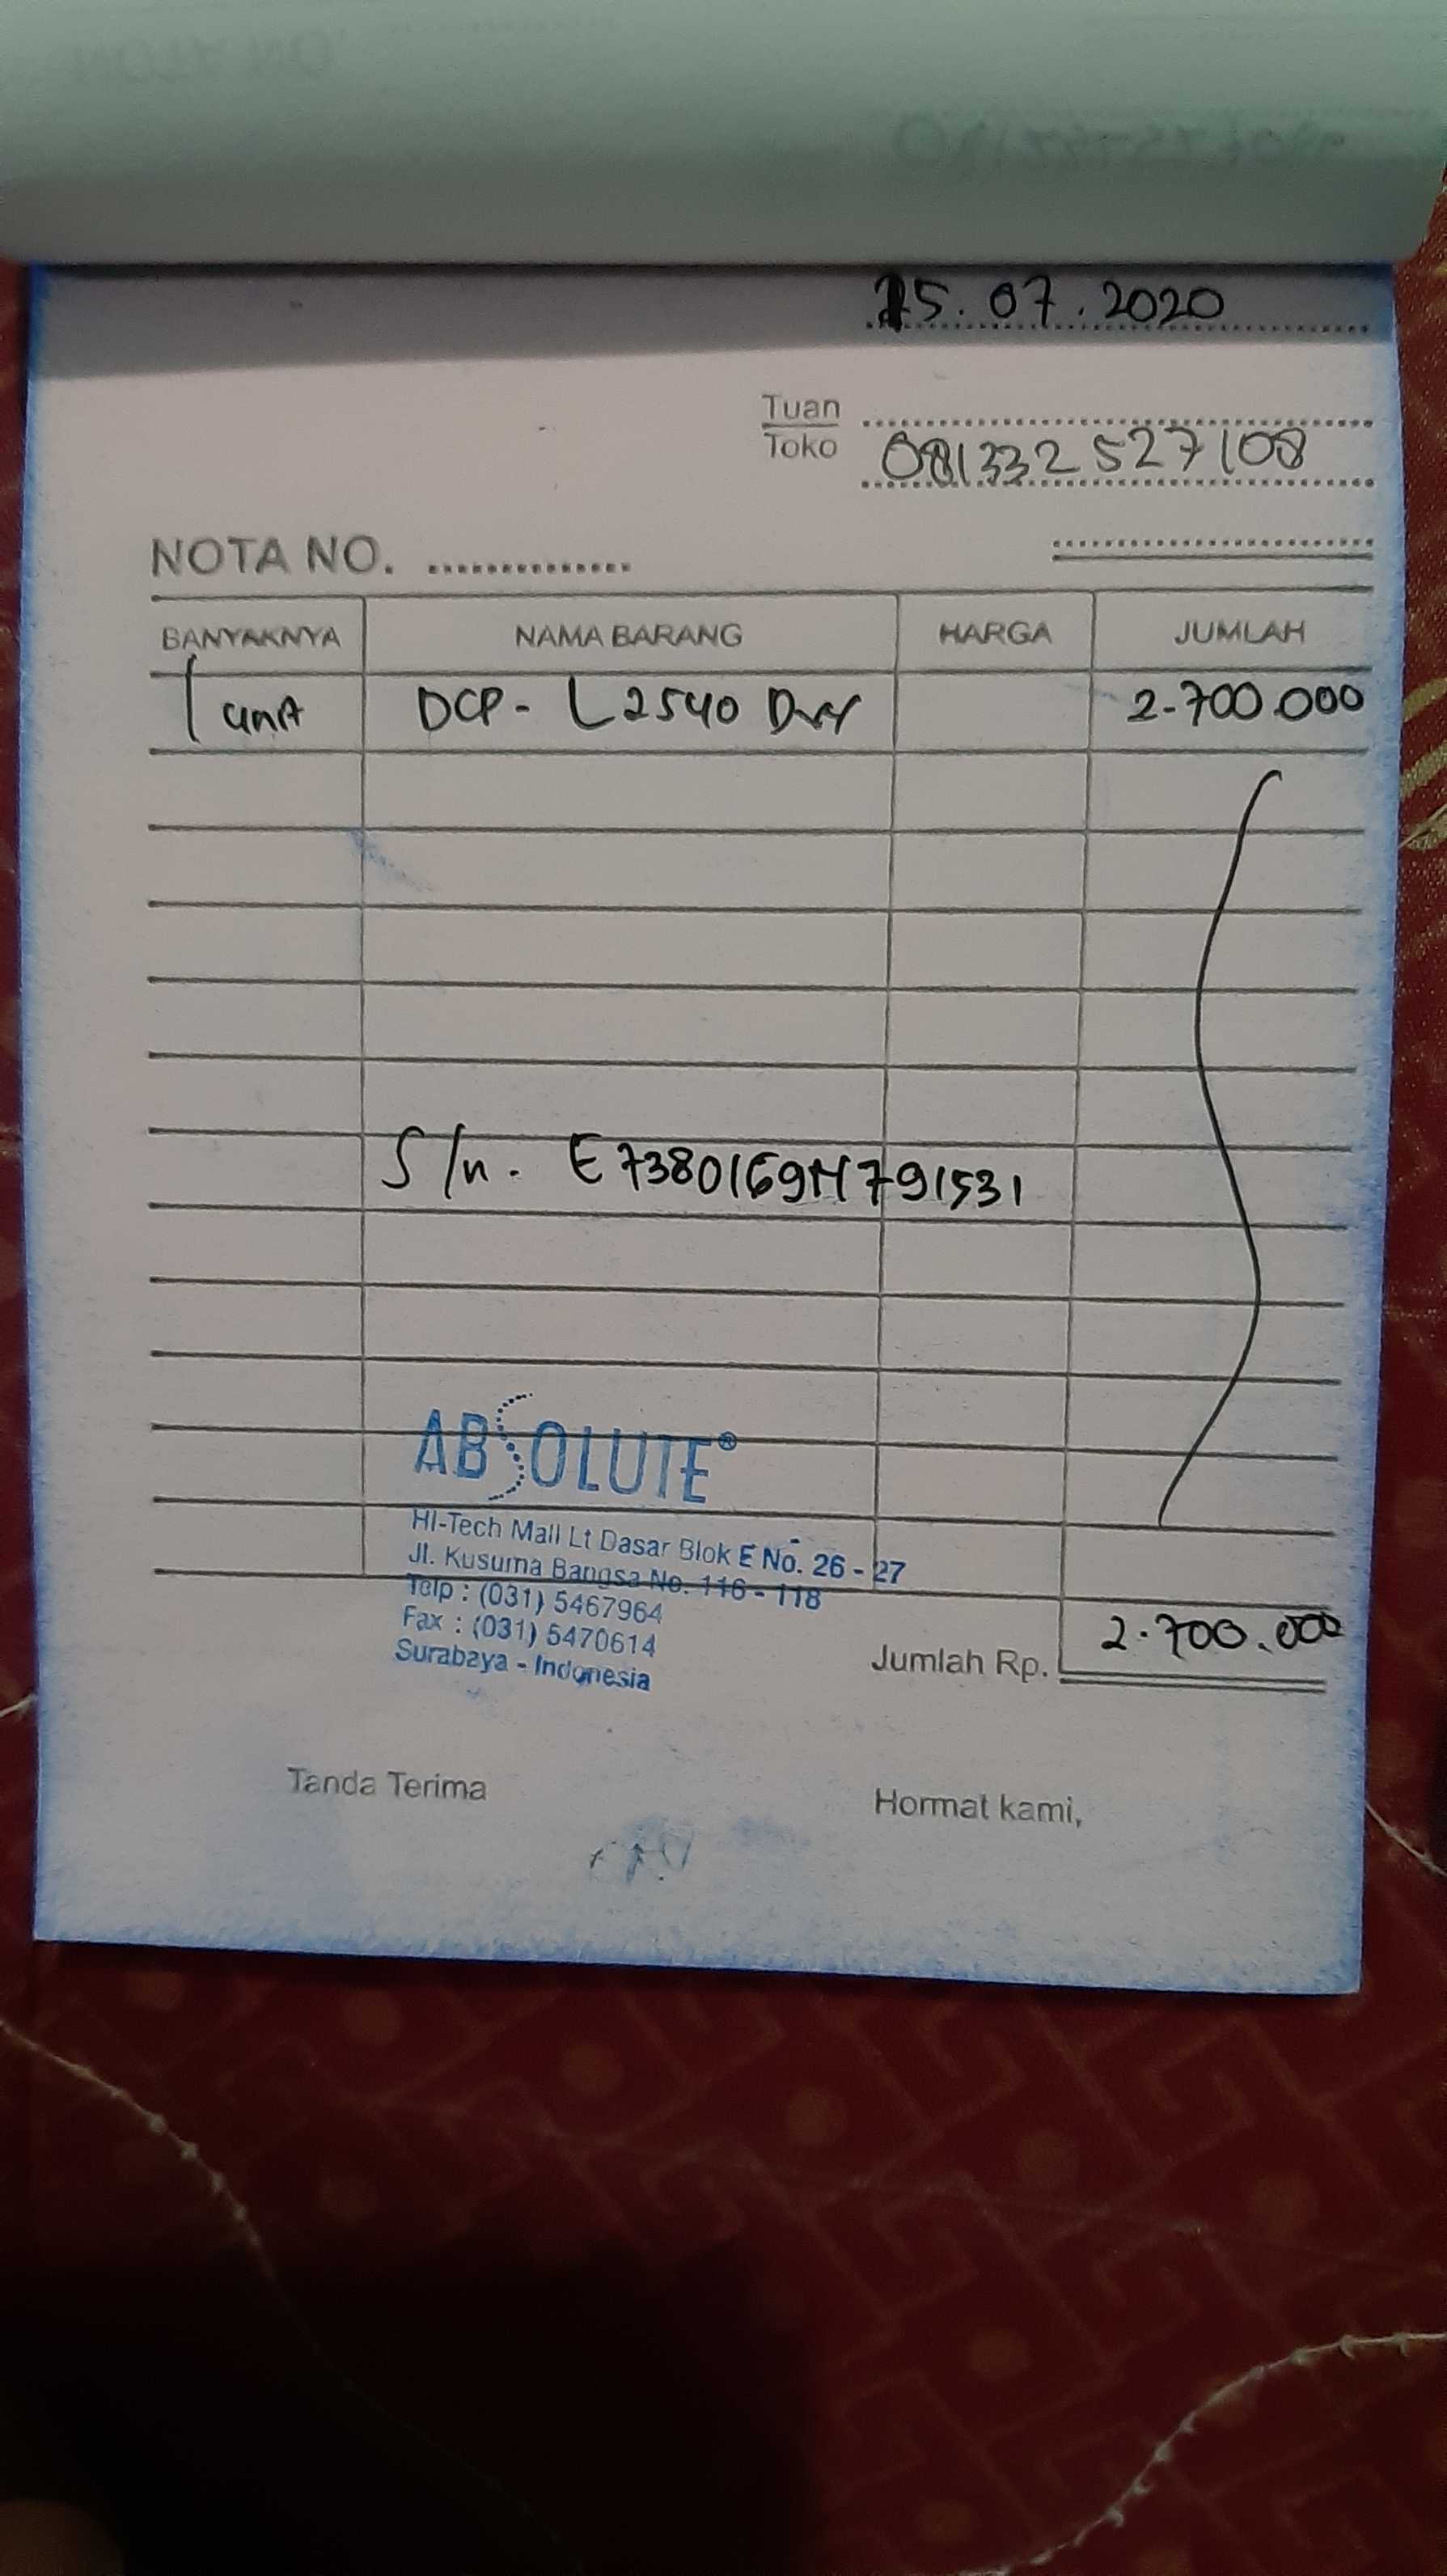 15.07.2020
Tuan
Toko 081332527108
NOTA NO. ..............
BANYAKNYA NAMA BARANG HARGA JUMLAH
1 unit DCP - L2540 DW 2.700.000
S/n. E73801G9H791531
ABSOLUTE®
HI-Tech Mall Lt Dasar Blok E No. 26 - 27
Jl. Kusuma Bangsa No. 116 - 118
Telp : (031) 5467964
Fax : (031) 5470614
Surabaya - Indonesia
Jumlah Rp. 2.700.000
Tanda Terima Hormat kami,